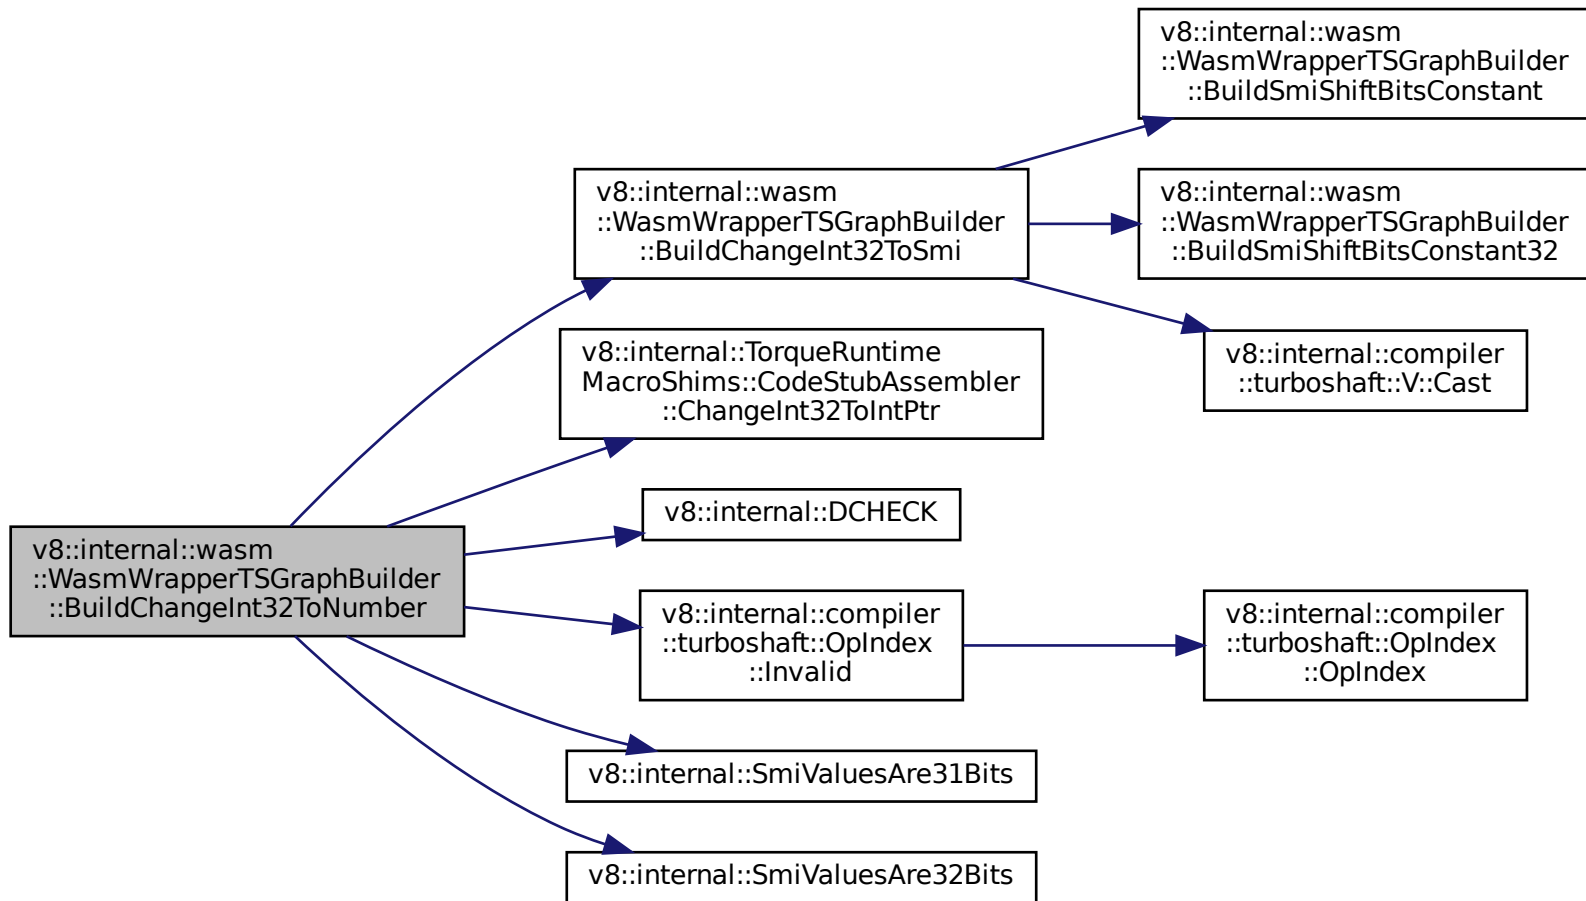 v8::internal::wasm
::WasmWrapperTSGraphBuilder
::BuildChangeInt32ToNumber
v8::internal::wasm
::WasmWrapperTSGraphBuilder
::BuildChangeInt32ToSmi
v8::internal::wasm
::WasmWrapperTSGraphBuilder
::BuildSmiShiftBitsConstant
v8::internal::wasm
::WasmWrapperTSGraphBuilder
::BuildSmiShiftBitsConstant32
v8::internal::compiler
::turboshaft::V::Cast
v8::internal::TorqueRuntime
MacroShims::CodeStubAssembler
::ChangeInt32ToIntPtr
v8::internal::DCHECK
v8::internal::compiler
::turboshaft::OpIndex
::Invalid
v8::internal::compiler
::turboshaft::OpIndex
::OpIndex
v8::internal::SmiValuesAre31Bits
v8::internal::SmiValuesAre32Bits